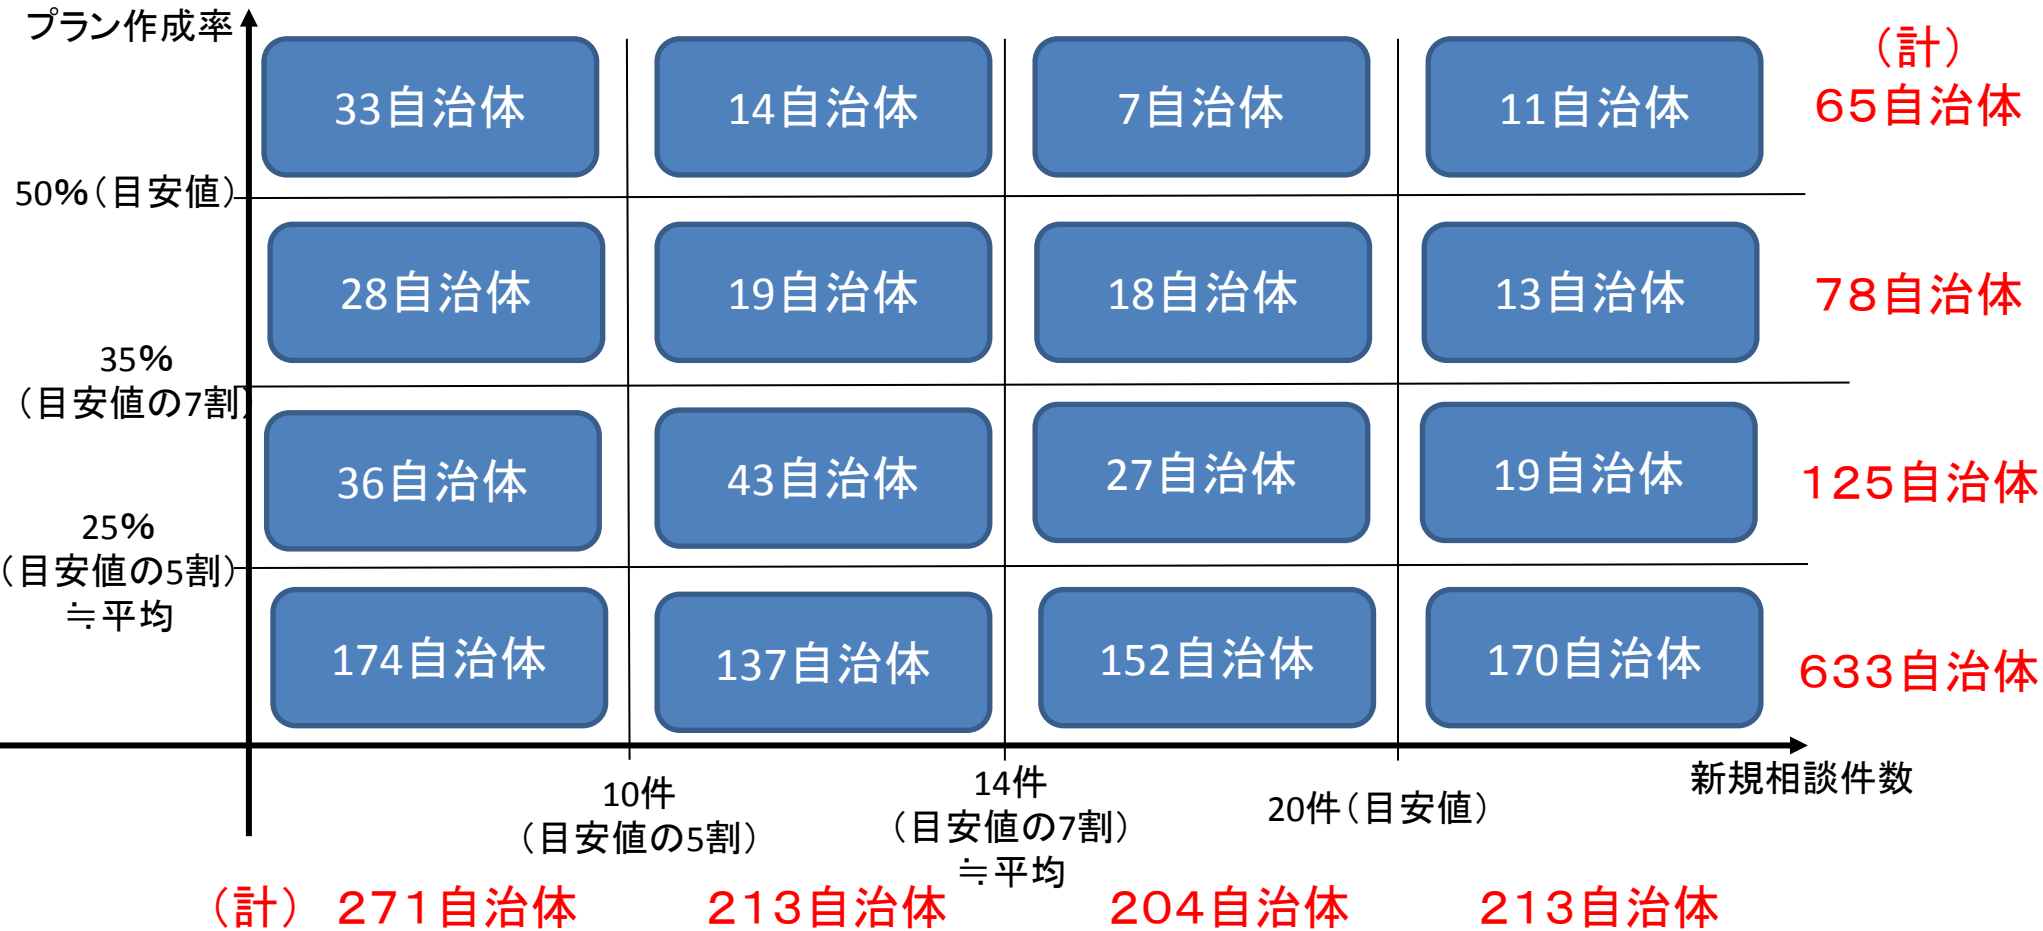 プラン作成率
(計)
33自治体
14自治体
7自治体
11自治体
65自治体
50%(目安値)
28自治体
19自治体
18自治体
13自治体
78自治体
35%
(目安値の7割)
36自治体
43自治体
27自治体
19自治体
125自治体
25%
(目安値の5割)
≒平均
174自治体
137自治体
152自治体
170自治体
633自治体
新規相談件数
10件
(目安値の5割)
14件
(目安値の7割)
≒平均
20件(目安値)
(計) 271自治体
213自治体
204自治体
213自治体